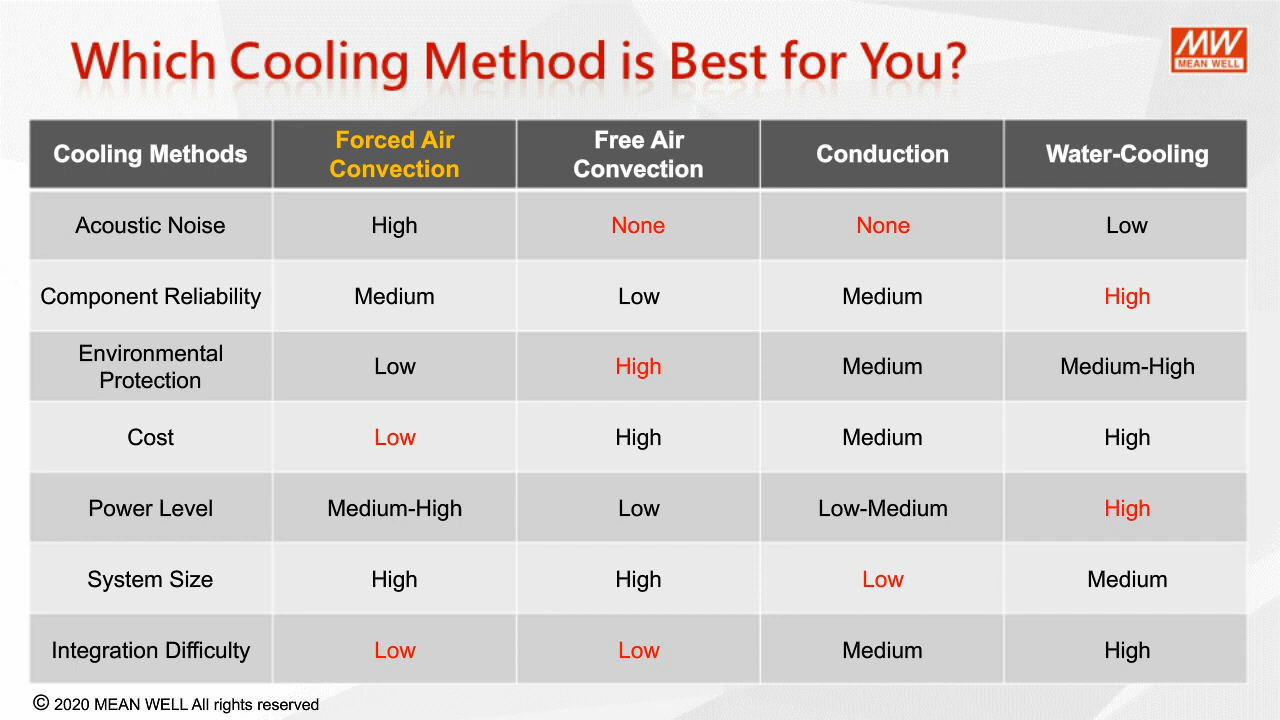 Which Cooling Method is Best for You?
MW
MEAN WELL
Cooling Methods
Forced Air
Convection
Free Air
Convection
Conduction
Water-Cooling
Acoustic Noise
High
None
None
Low
Component Reliability
Medium
Low
Medium
High
Environmental
Protection
Low
High
Medium
Medium-High
Cost
Low
High
Medium
High
Power Level
Medium-High
Low
Low-Medium
High
System Size
High
High
Low
Medium
Integration Difficulty
Low
Low
Medium
High
© 2020 MEAN WELL All rights reserved